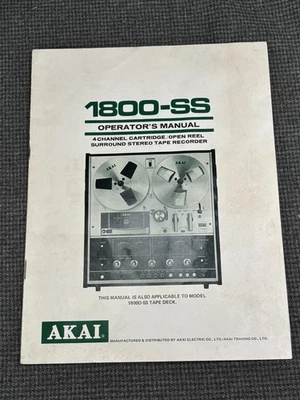 1800-SS
OPERATOR'S MANUAL
4 CHANNEL CARTRIDGE/OPEN REEL
SURROUND STEREO TAPE RECORDER
AKAI
THIS MANUAL IS ALSO APPLICABLE TO MODEL
1800D-SS TAPE DECK.
AKAI
MANUFACTURED & DISTRIBUTED BY AKAI ELECTRIC CO., LTD./AKAI TRADING CO., LTD.